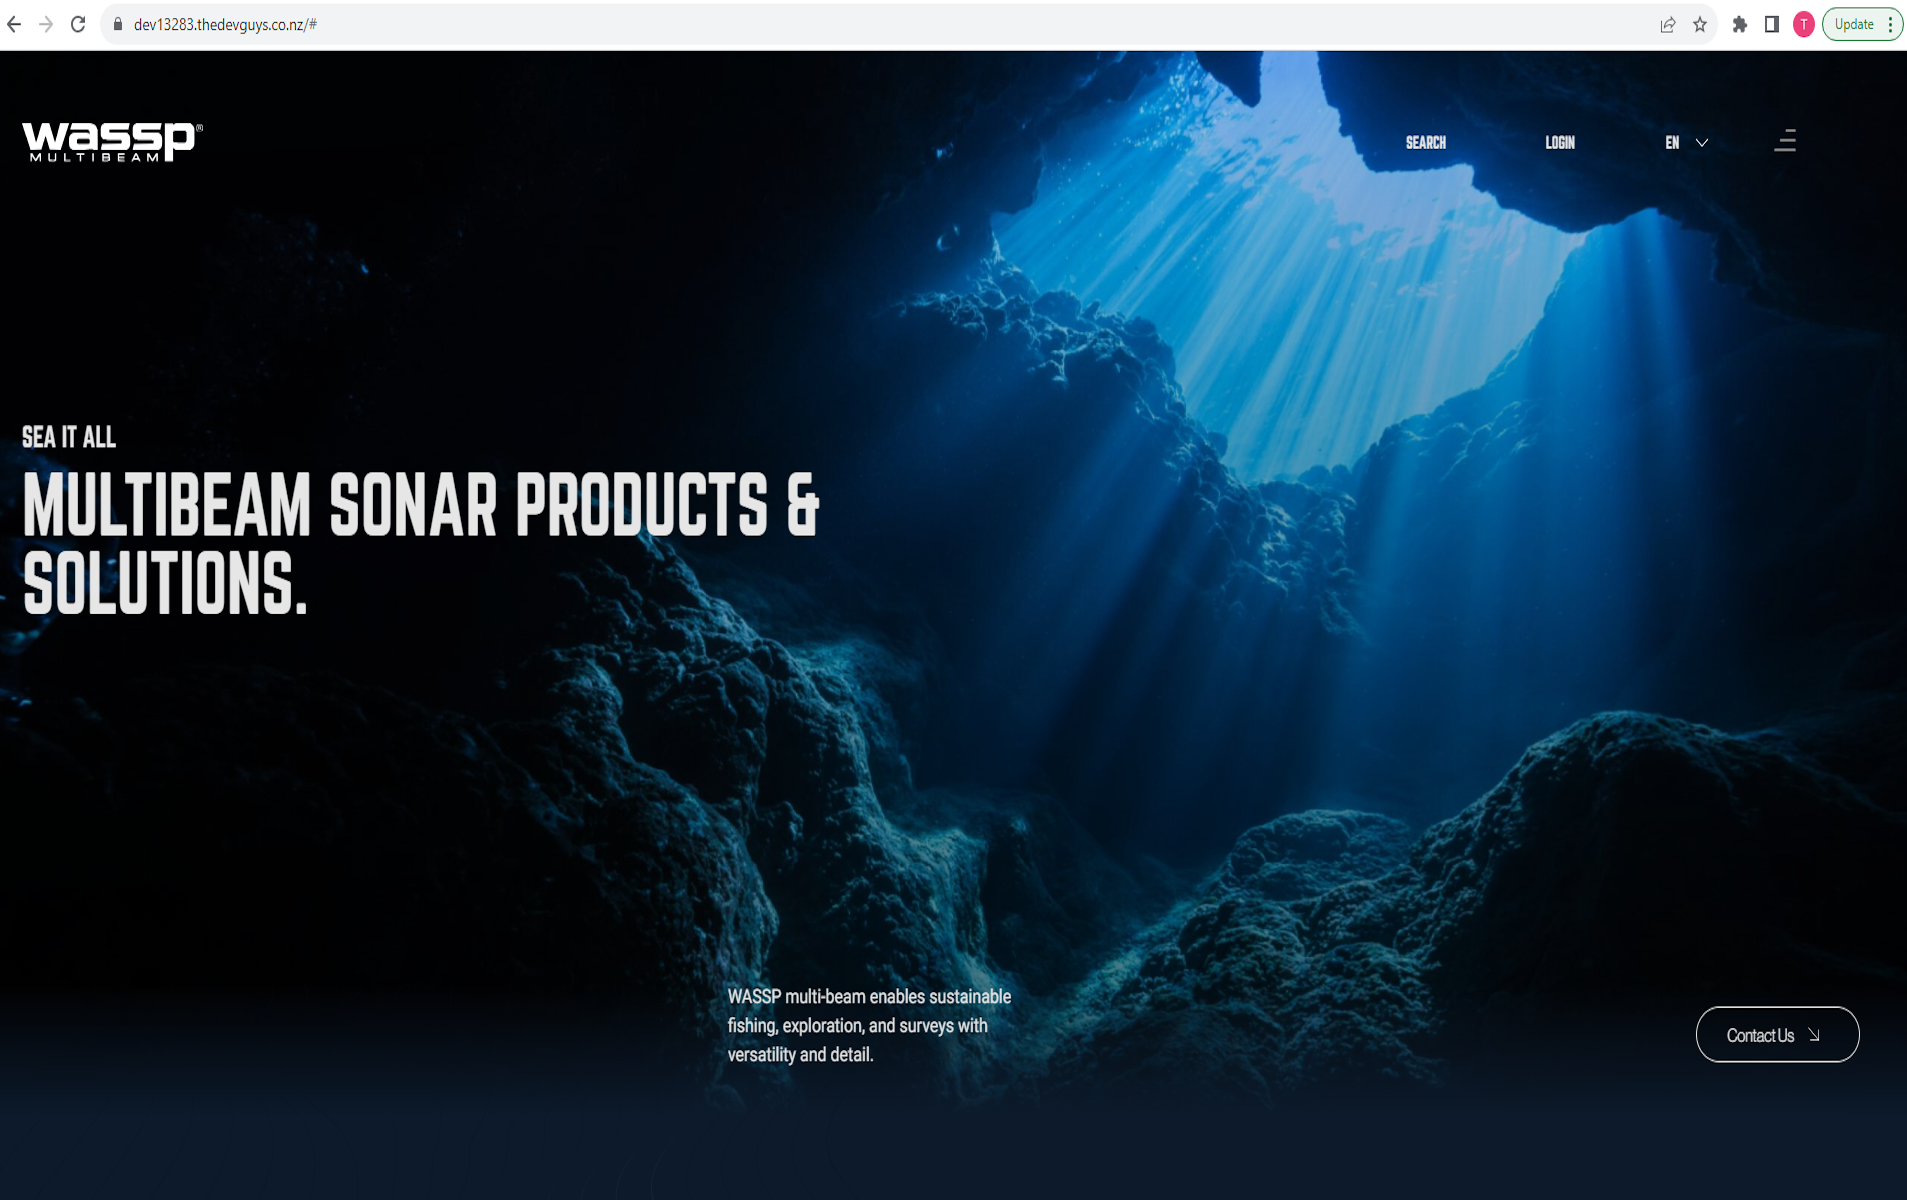 dev13283.thedevguys.co.nz/#
T
Update
wassp®
MULTIBEAM
SEARCH
LOGIN
EN
SEA IT ALL
MULTIBEAM SONAR PRODUCTS &
SOLUTIONS.
WASSP multi-beam enables sustainable
fishing, exploration, and surveys with
versatility and detail.
Contact Us